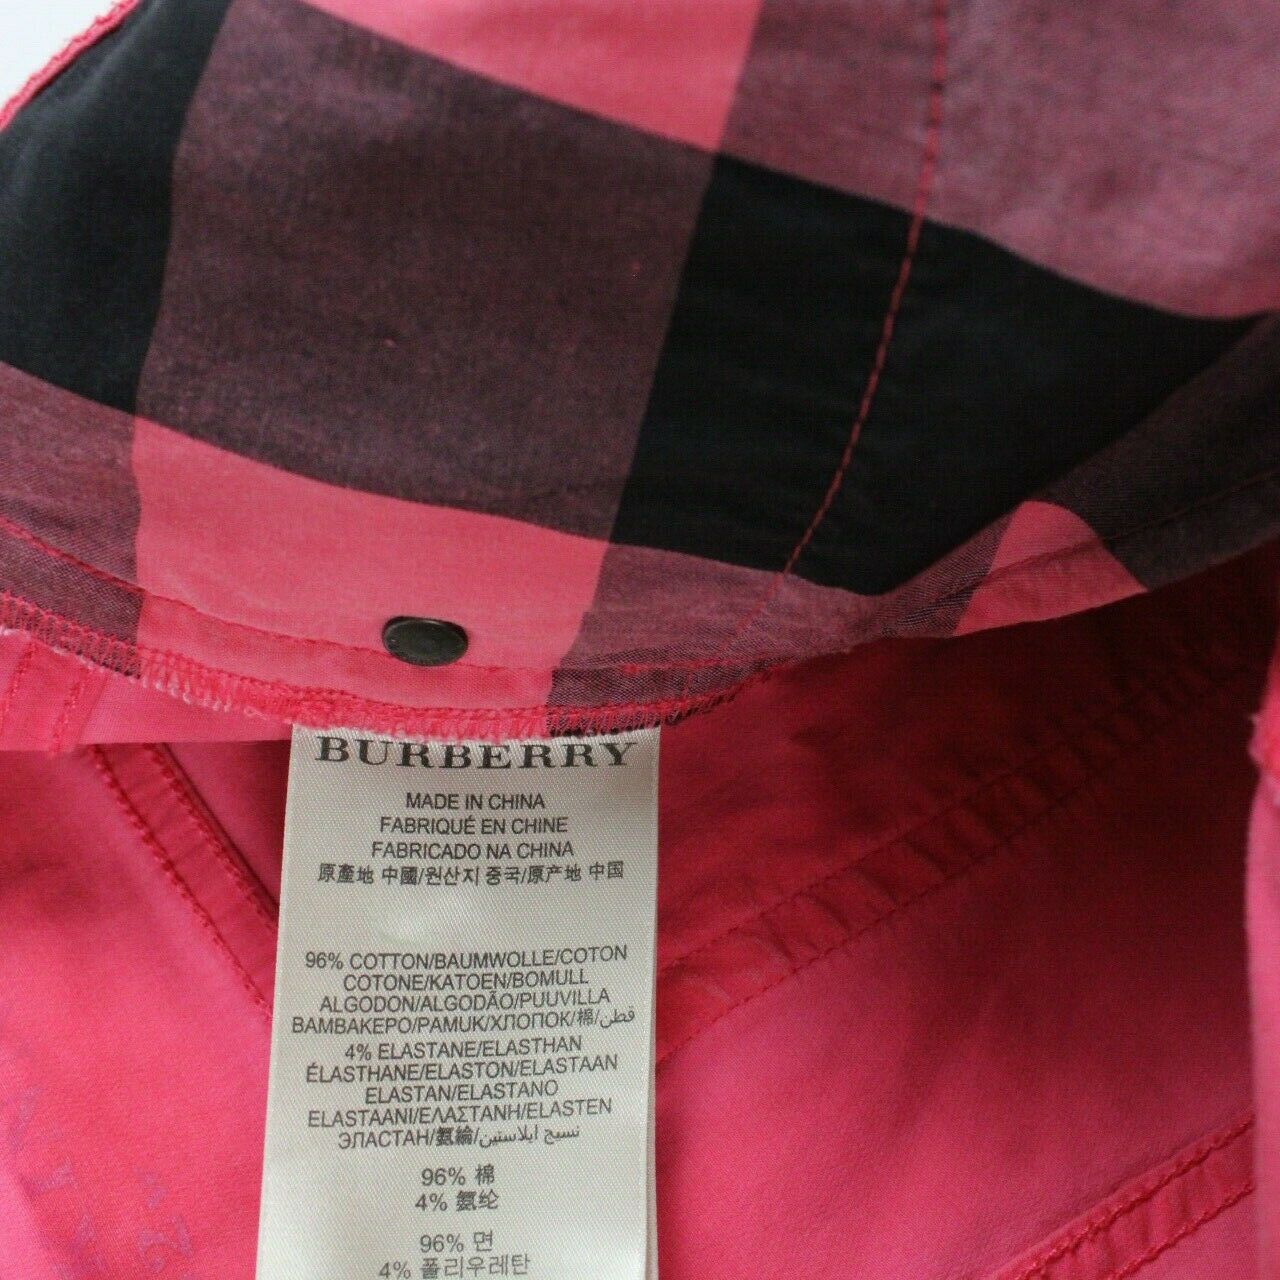 BURBERRY
MADE IN CHINA
FABRIQUÉ EN CHINE
FABRICADO NA CHINA
原產地 中國/원산지 중국/原产地 中国
96% COTTON/BAUMWOLLE/COTON
COTONE/KATOEN/BOMULL
ALGODON/ALGODÃO/PUUVILLA
BAMBAKEPO/PAMUK/ХЛОПОК/棉/قطن
4% ELASTANE/ELASTHAN
ÉLASTHANE/ELASTON/ELASTAAN
ELASTAN/ELASTANO
ELASTAANI/ΕΛΑΣΤΑΝΗ/ELASTEN
ЭЛАСТАН/氨綸/نسيج ايلاستين
96% 棉
4% 氨纶
96% 면
4% 폴리우레탄